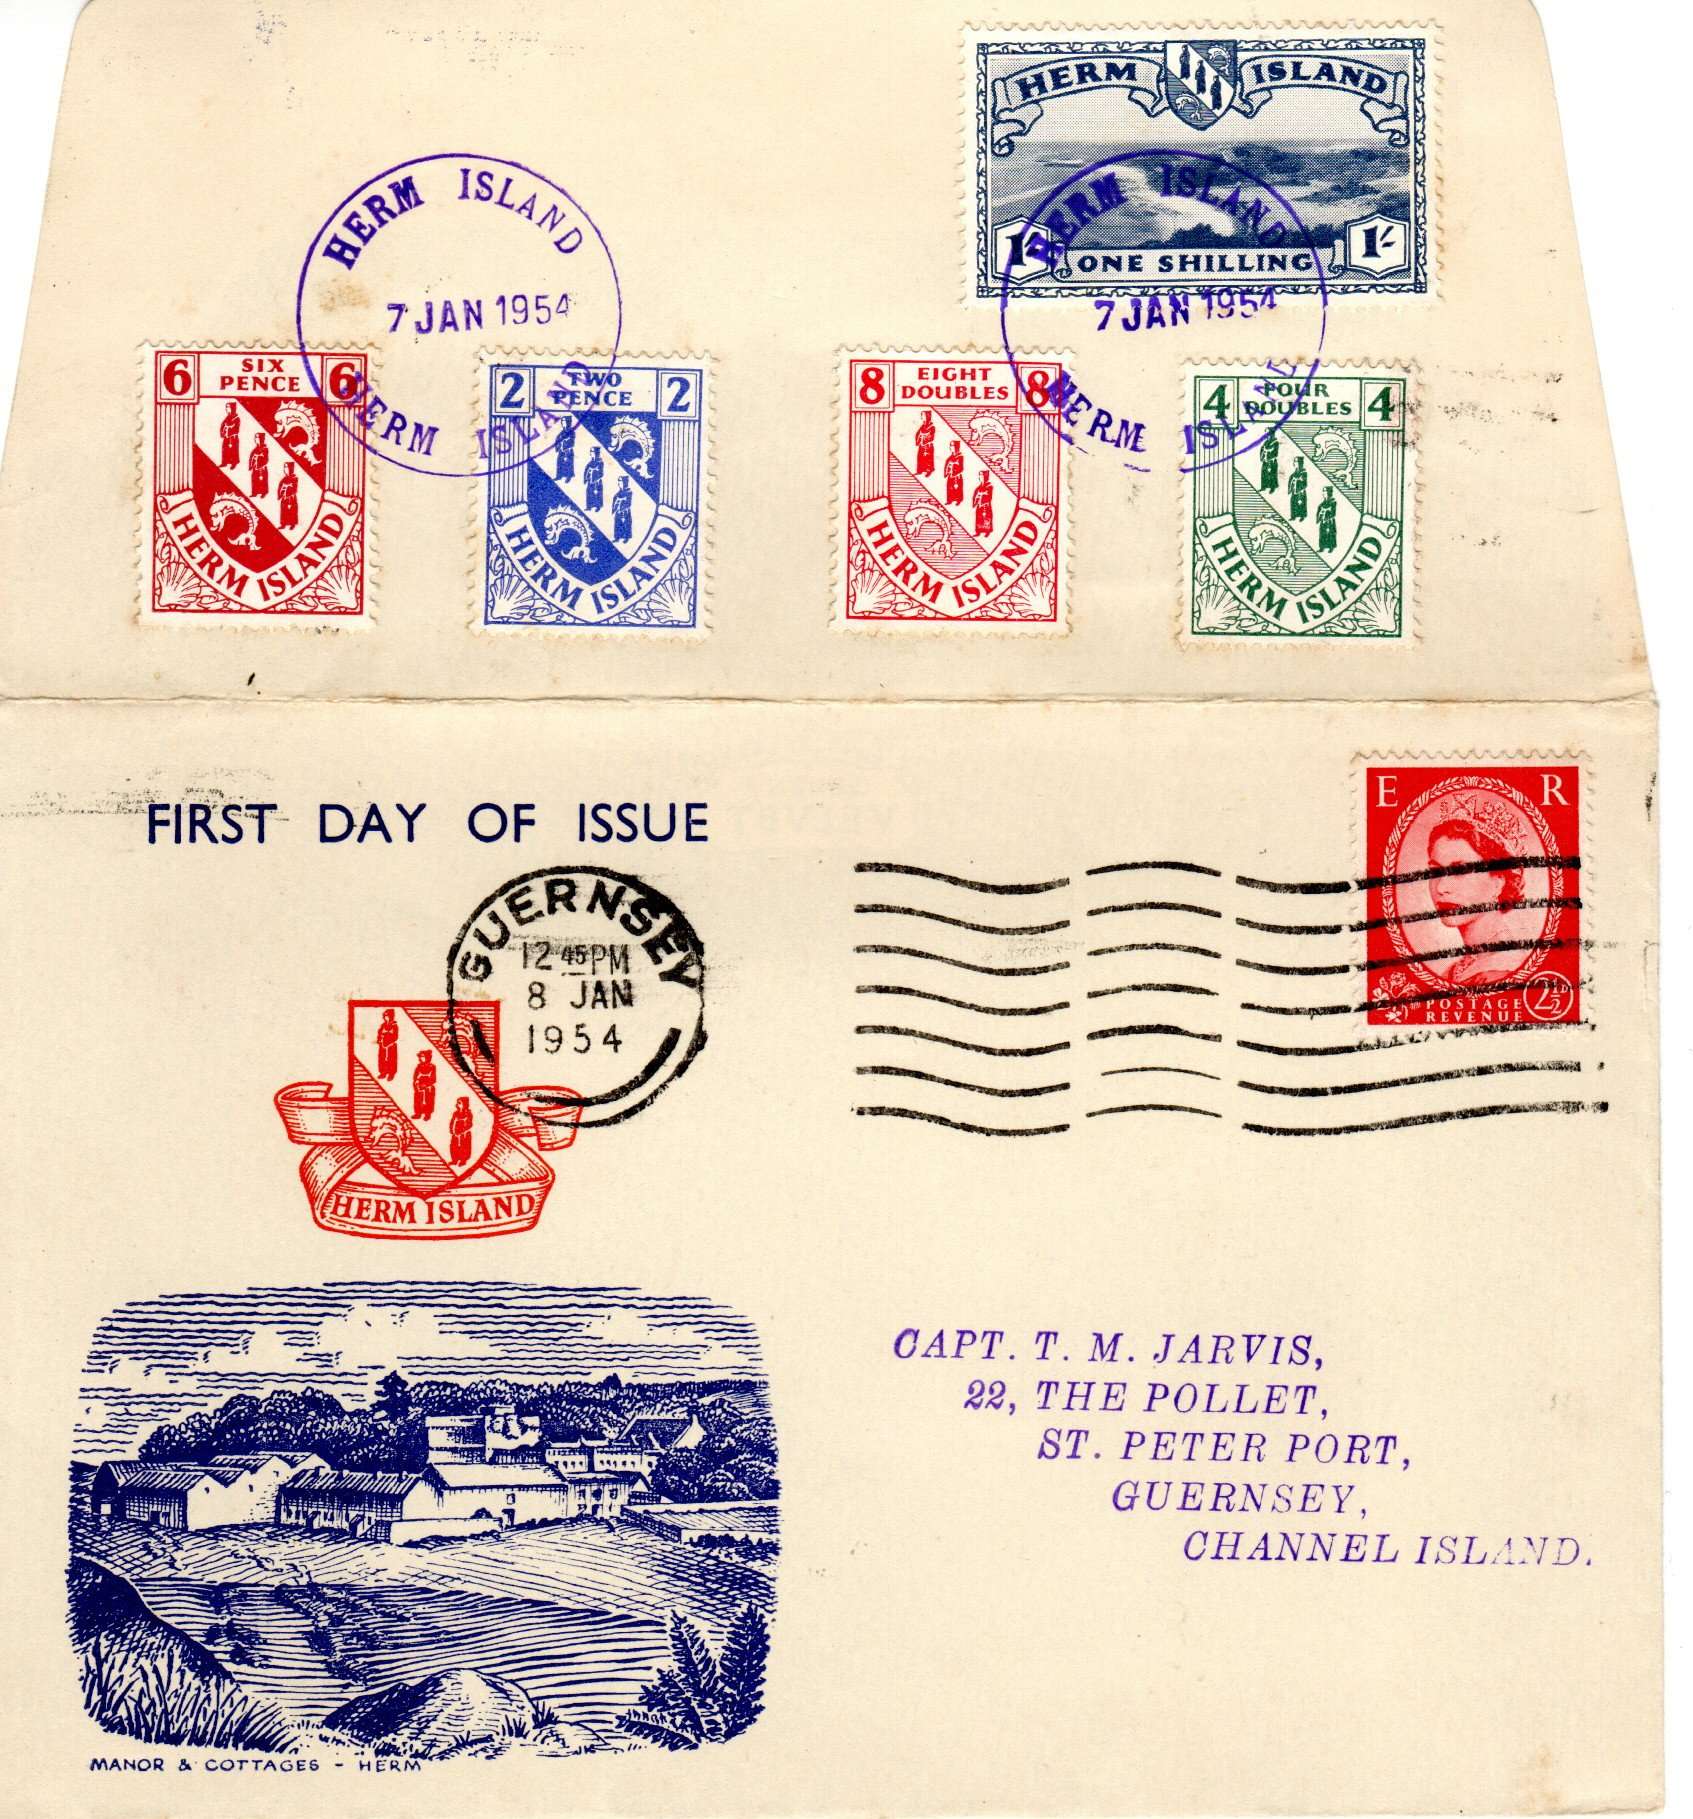 HERM ISLAND
1/- 1/-
ONE SHILLING
HERM ISLAND
7 JAN 1954
HERM ISLAND
HERM ISLAND
7 JAN 1954
HERM ISLAND
6 SIX PENCE 6
HERM ISLAND
2 TWO PENCE 2
HERM ISLAND
8 EIGHT DOUBLES 8
HERM ISLAND
4 FOUR DOUBLES 4
HERM ISLAND
FIRST DAY OF ISSUE
E R
POSTAGE
REVENUE
2½D
GUERNSEY
12 45 PM
8 JAN
1954
HERM ISLAND
CAPT. T. M. JARVIS,
22, THE POLLET,
ST. PETER PORT,
GUERNSEY,
CHANNEL ISLAND.
MANOR & COTTAGES - HERM